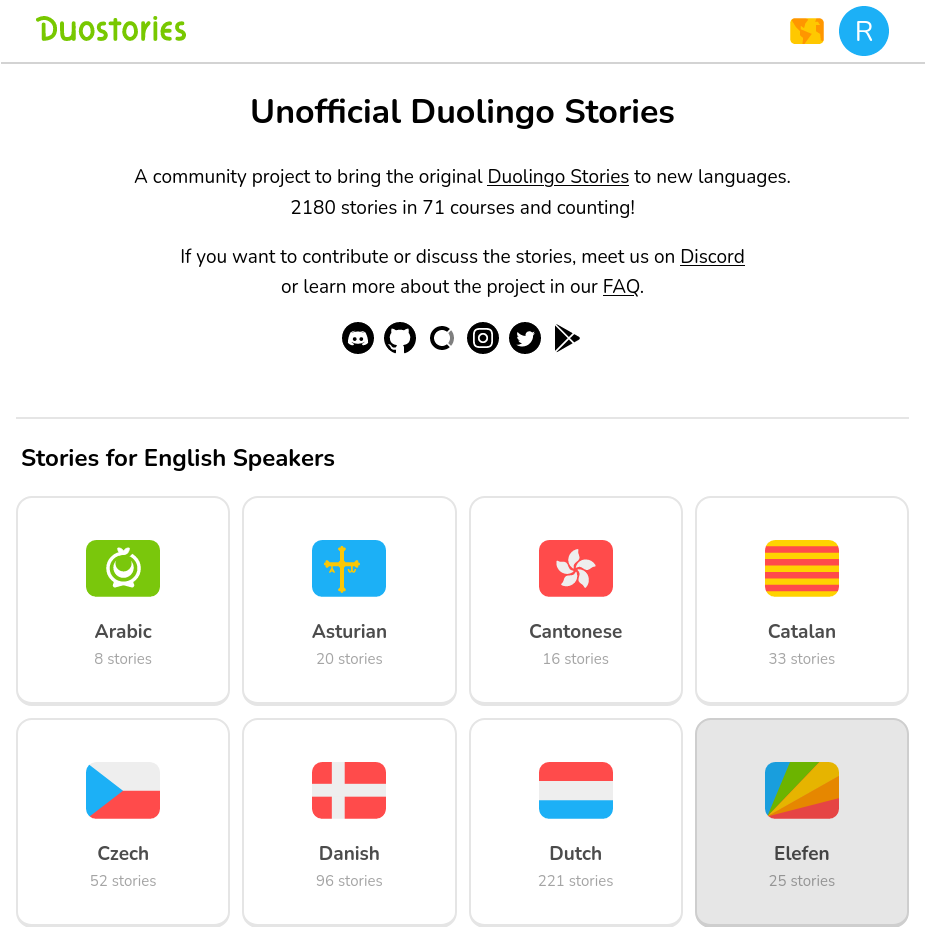 Duostories
R
Unofficial Duolingo Stories
A community project to bring the original Duolingo Stories to new languages.
2180 stories in 71 courses and counting!
If you want to contribute or discuss the stories, meet us on Discord
or learn more about the project in our FAQ.
Stories for English Speakers
Arabic
8 stories
Asturian
20 stories
Cantonese
16 stories
Catalan
33 stories
Czech
52 stories
Danish
96 stories
Dutch
221 stories
Elefen
25 stories